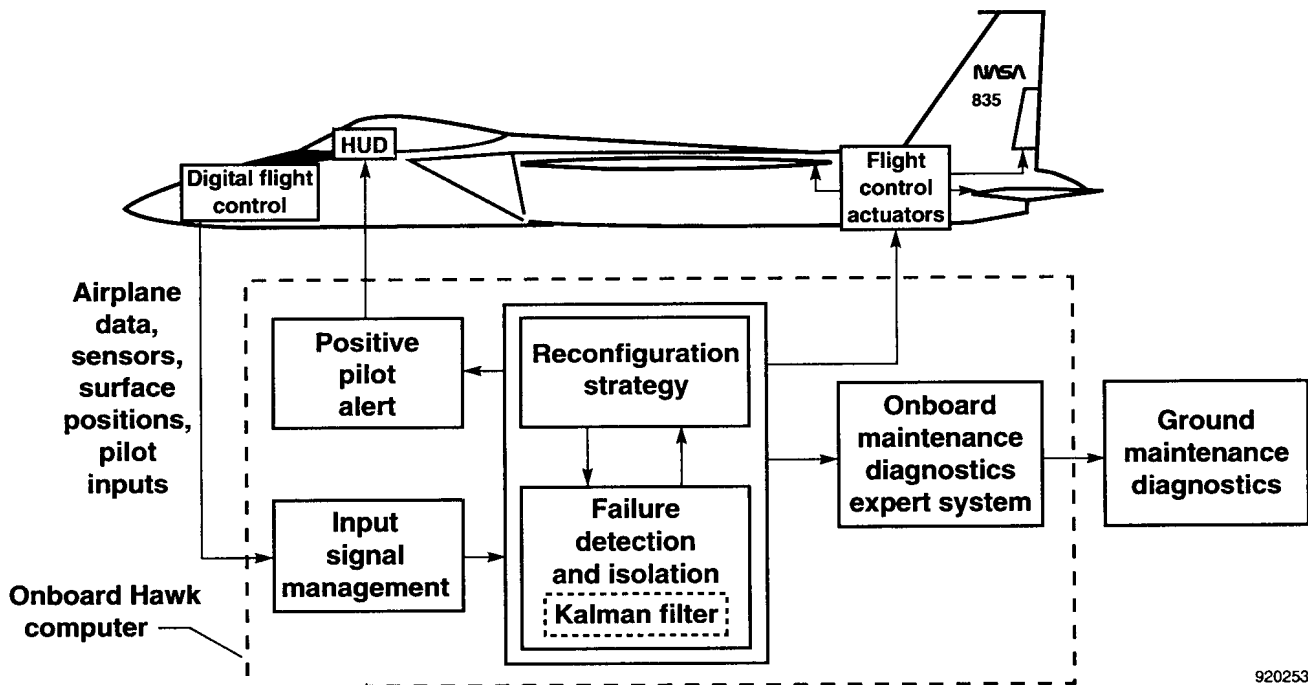 NASA
835
HUD
Digital flight
control
Flight
control
actuators
Airplane
data,
sensors,
surface
positions,
pilot
inputs
Positive
pilot
alert
Reconfiguration
strategy
Onboard
maintenance
diagnostics
expert system
Ground
maintenance
diagnostics
Input
signal
management
Failure
detection
and isolation
Kalman filter
Onboard Hawk
computer
920253